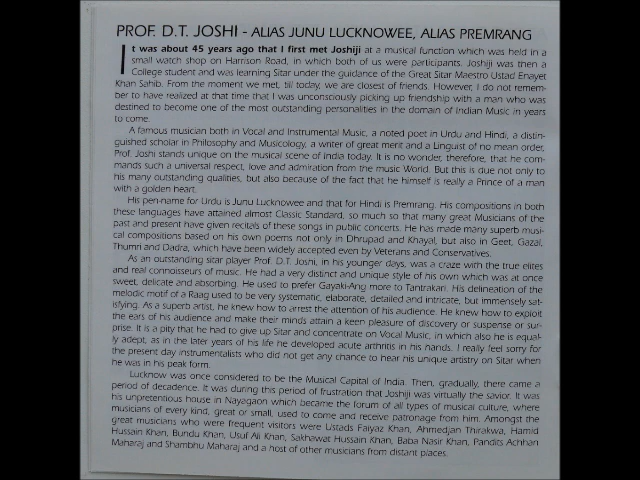 PROF. D.T. JOSHI - ALIAS JUNU LUCKNOWEE, ALIAS PREMRANG
It was about 45 years ago that I first met Joshiji at a musical function which was held in a
small watch shop on Harrison Road, in which both of us were participants. Joshiji was then a
College student and was learning Sitar under the guidance of the Great Sitar Maestro Ustad Enayet
Khan Sahib. From the moment we met, till today, we are closest of friends. However, I do not remem-
ber to have realized at that time that I was unconsciously picking up friendship with a man who was
destined to become one of the most outstanding personalities in the domain of Indian Music in years
to come.
A famous musician both in Vocal and Instrumental Music, a noted poet in Urdu and Hindi, a distin-
guished scholar in Philosophy and Musicology, a writer of great merit and a Linguist of no mean order,
Prof. Joshi stands unique on the musical scene of India today. It is no wonder, therefore, that he com-
mands such a universal respect, love and admiration from the music World. But this is due not only to
his many outstanding qualities, but also because of the fact that he himself is really a Prince of a man
with a golden heart.
His pen-name for Urdu is Junu Lucknowee and that for Hindi is Premrang. His compositions in both
these languages have attained almost Classic Standard, so much so that many great Musicians of the
past and present have given recitals of these songs in public concerts. He has made many superb musi-
cal compositions based on his own poems not only in Dhrupad and Khayal, but also in Geet, Gazal,
Thumri and Dadra, which have been widely accepted even by Veterans and Conservatives.
As an outstanding sitar player Prof. D.T. Joshi, in his younger days, was a craze with the true elites
and real connoisseurs of music. He had a very distinct and unique style of his own which was at once
sweet, delicate and absorbing. He used to prefer Gayaki-Ang more to Tantrakari. His delineation of the
melodic motif of a Raag used to be very systematic, elaborate, detailed and intricate, but immensely sat-
isfying. As a superb artist, he knew how to arrest the attention of his audience. He knew how to exploit
the ears of his audience and make their minds attain a keen pleasure of discovery or suspense or sur-
prise. It is a pity that he had to give up Sitar and concentrate on Vocal Music, in which also he is equal-
ly adept, as in the later years of his life he developed acute arthritis in his hands. I really feel sorry for
the present day instrumentalists who did not get any chance to hear his unique artistry on Sitar when
he was in his peak form.
Lucknow was once considered to be the Musical Capital of India. Then, gradually, there came a
period of decadence. It was during this period of frustration that Joshiji was virtually the savior. It was
his unpretentious house in Nayagaon which became the forum of all types of musical culture, where
musicians of every kind, great or small, used to come and receive patronage from him. Amongst the
great musicians who were frequent visitors were Ustads Faiyaz Khan, Ahmedjan Thirakwa, Hamid
Hussain Khan, Bundu Khan, Usuf Ali Khan, Sakhawat Hussain Khan, Baba Nasir Khan, Pandits Achhan
Maharaj and Shambhu Maharaj and a host of other musicians from distant places.